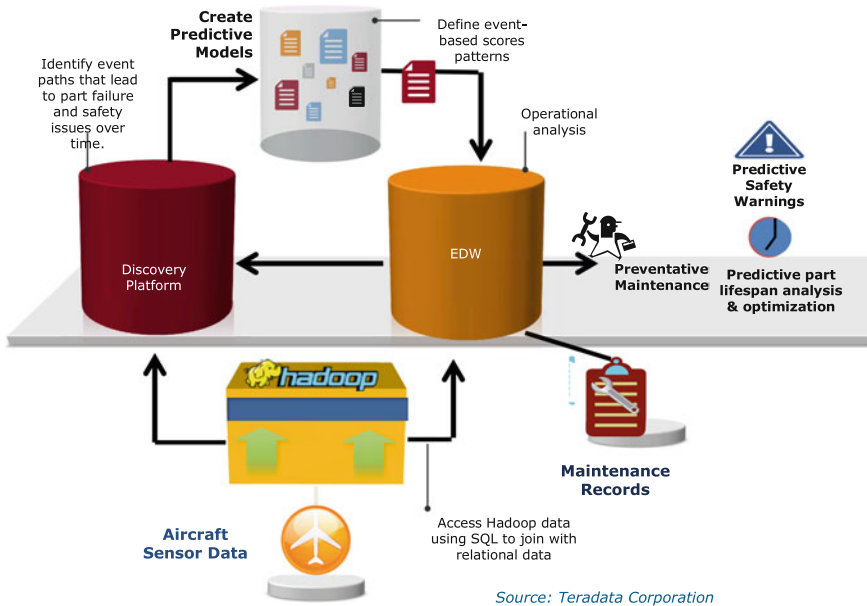 Create
Predictive
Models
Define event-
based scores
patterns
Identify event
paths that lead
to part failure
and safety
issues over
time.
Operational
analysis
Predictive
Safety
Warnings
Discovery
Platform
EDW
Preventative
Maintenance
Predictive part
lifespan analysis
& optimization
hadoop
Maintenance
Records
Aircraft
Sensor Data
Access Hadoop data
using SQL to join with
relational data
Source: Teradata Corporation